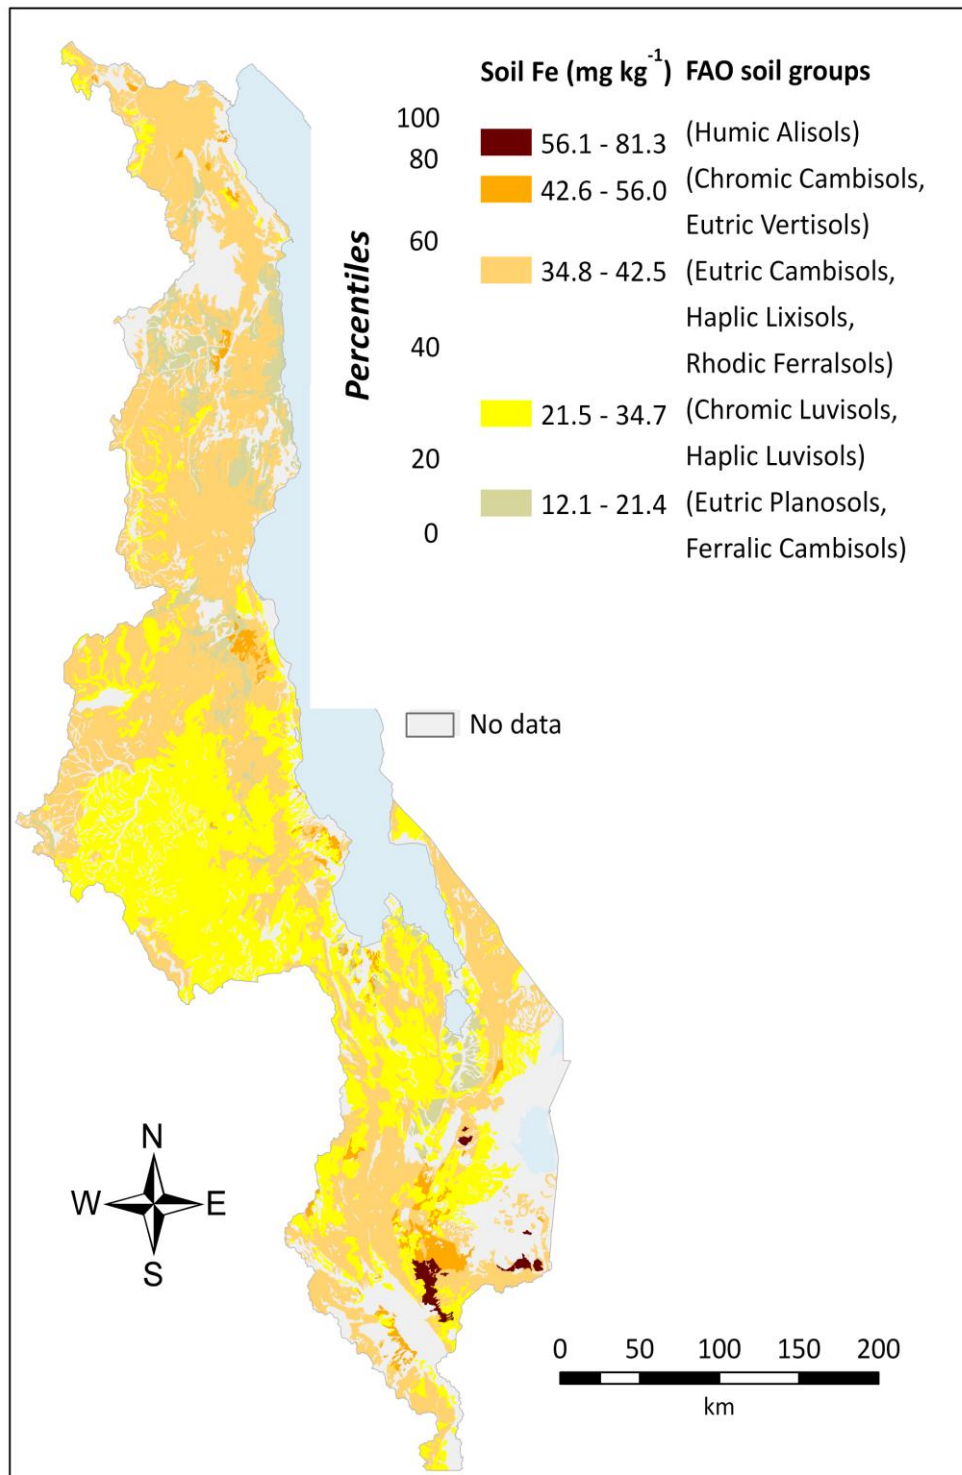 Soil Fe (mg kg⁻¹) FAO soil groups
Percentiles
100
80
60
40
20
0
56.1 - 81.3 (Humic Alisols)
42.6 - 56.0 (Chromic Cambisols,
Eutric Vertisols)
34.8 - 42.5 (Eutric Cambisols,
Haplic Lixisols,
Rhodic Ferralsols)
21.5 - 34.7 (Chromic Luvisols,
Haplic Luvisols)
12.1 - 21.4 (Eutric Planosols,
Ferralic Cambisols)
No data
N
W E
S
0 50 100 150 200
km